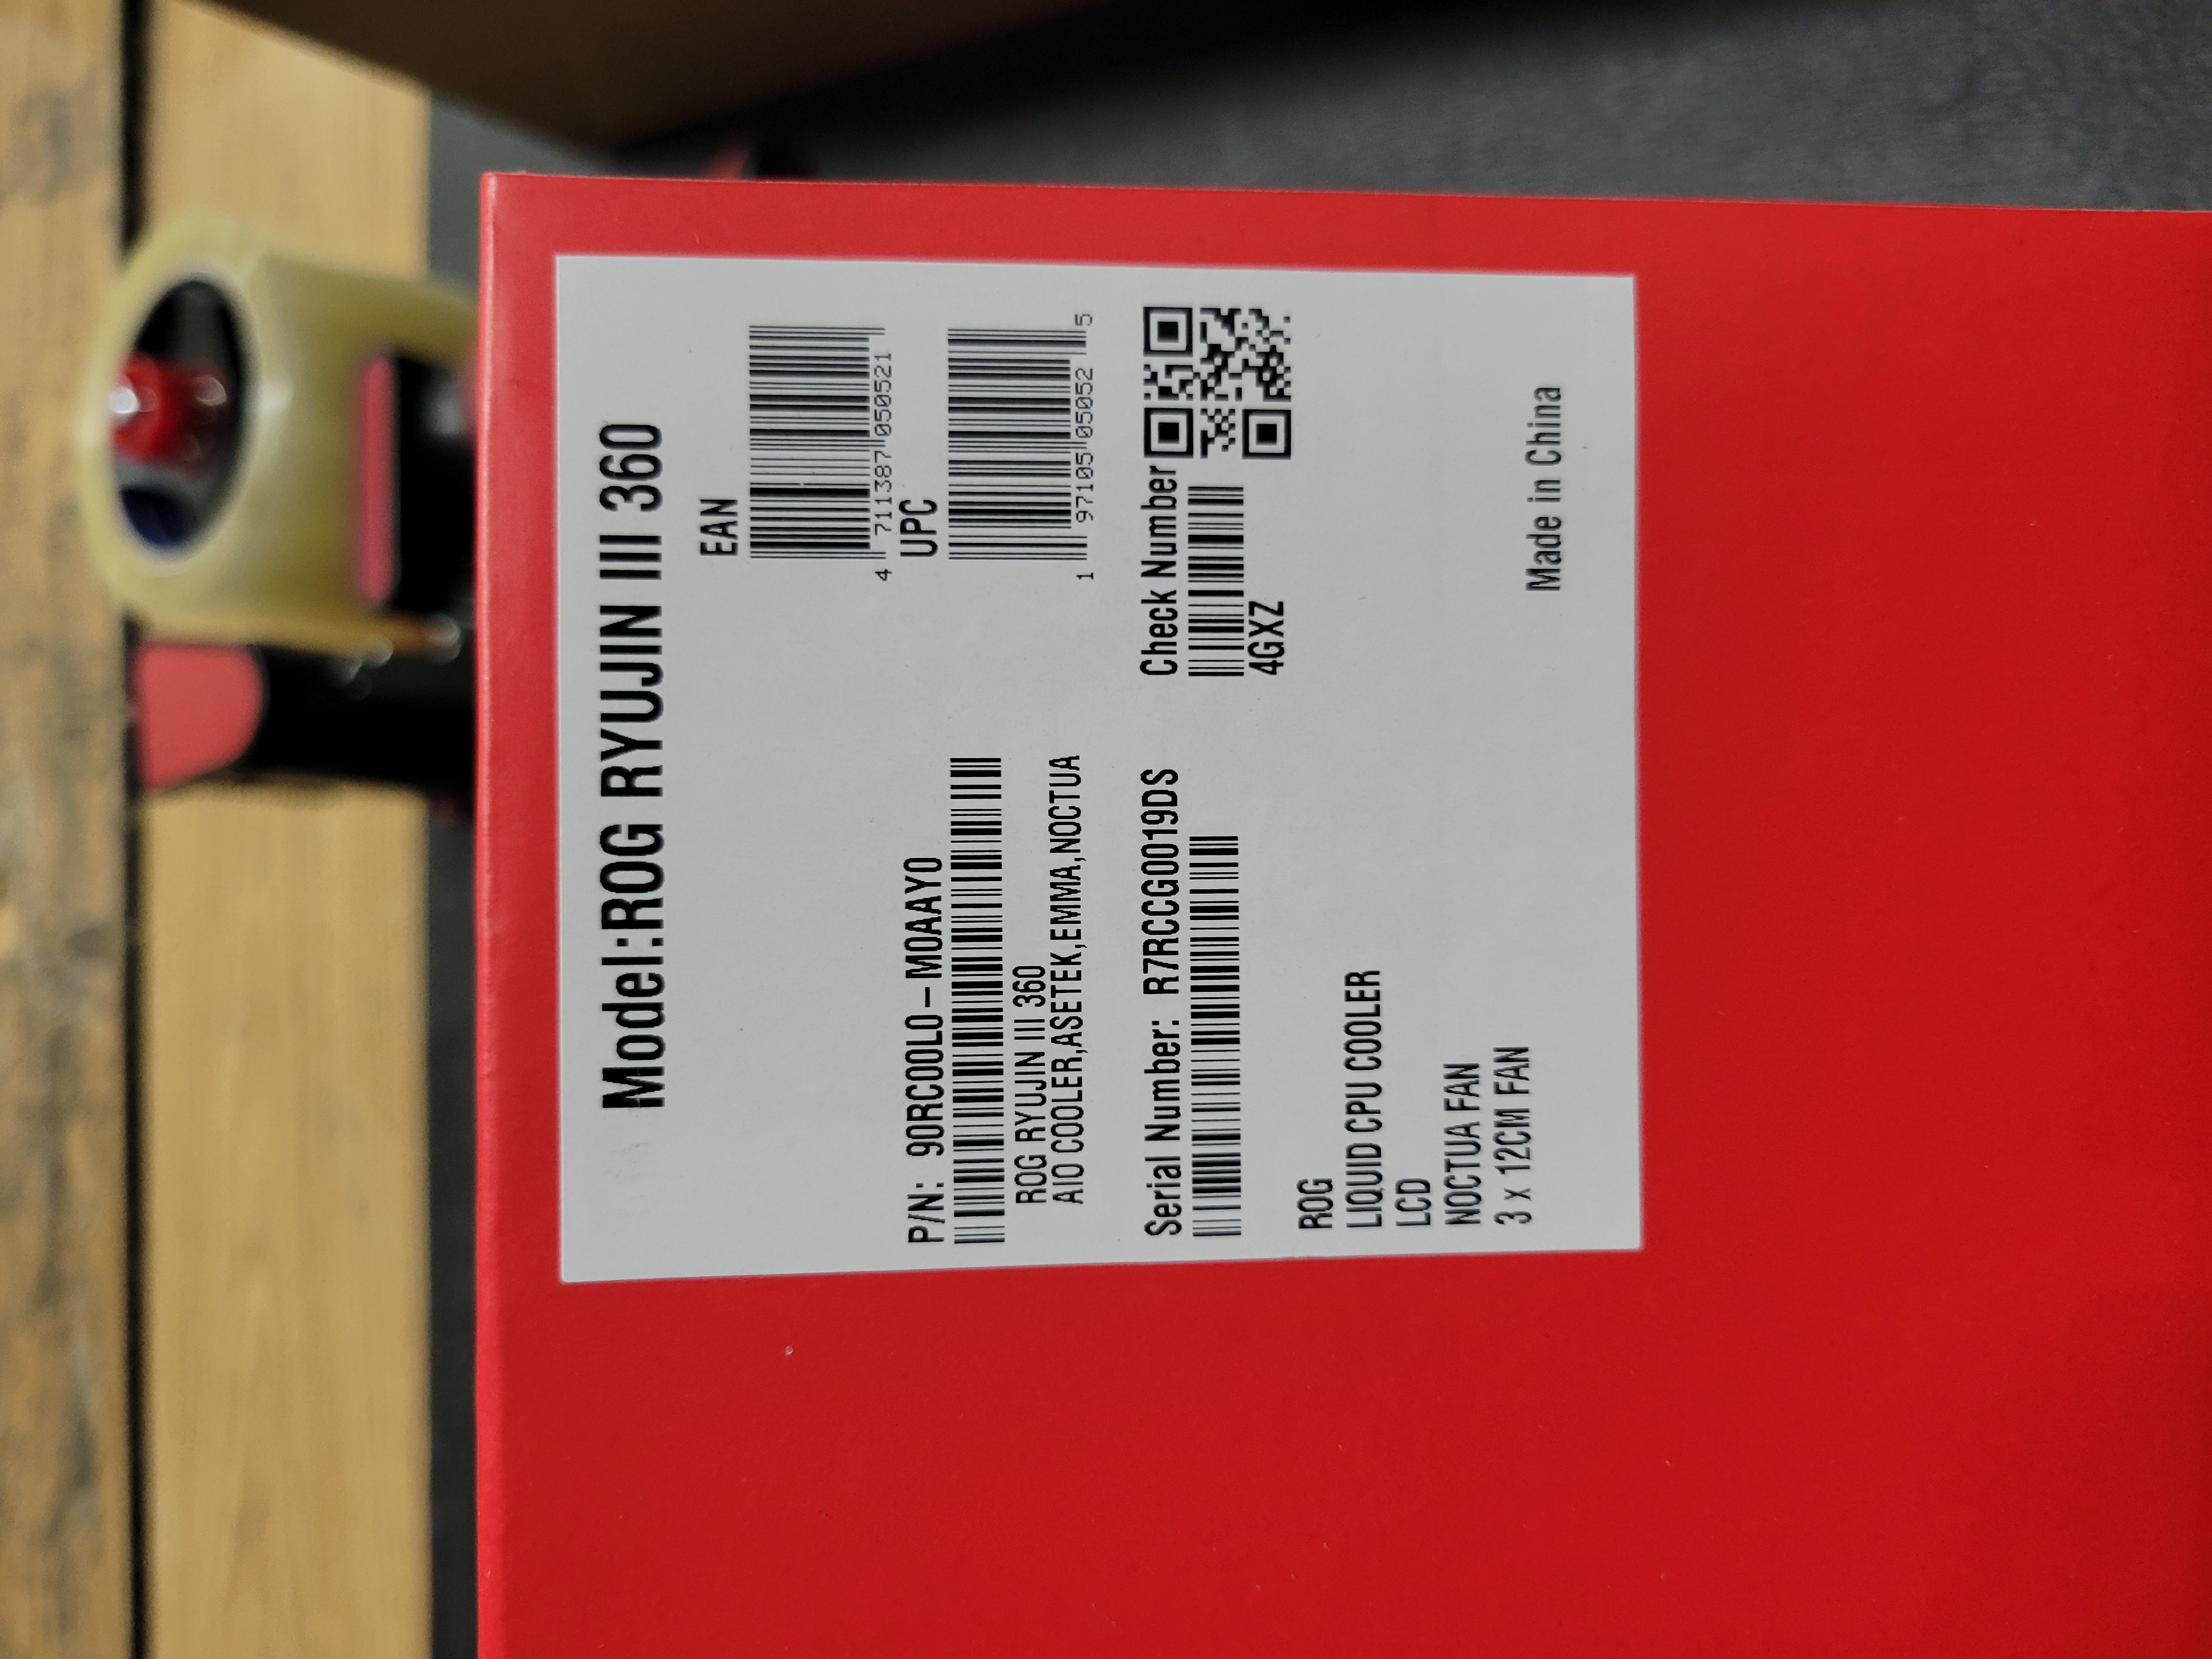 Model:ROG RYUJIN III 360
EAN
4 711387 050521
UPC
1 97105 05052 5
P/N: 90RC00L0-M0AAY0
ROG RYUJIN III 360
AIO COOLER,ASETEK,EMMA,NOCTUA
Serial Number: R7RCCG0019DS
Check Number
4GXZ
ROG
LIQUID CPU COOLER
LCD
NOCTUA FAN
3 x 12CM FAN
Made in China